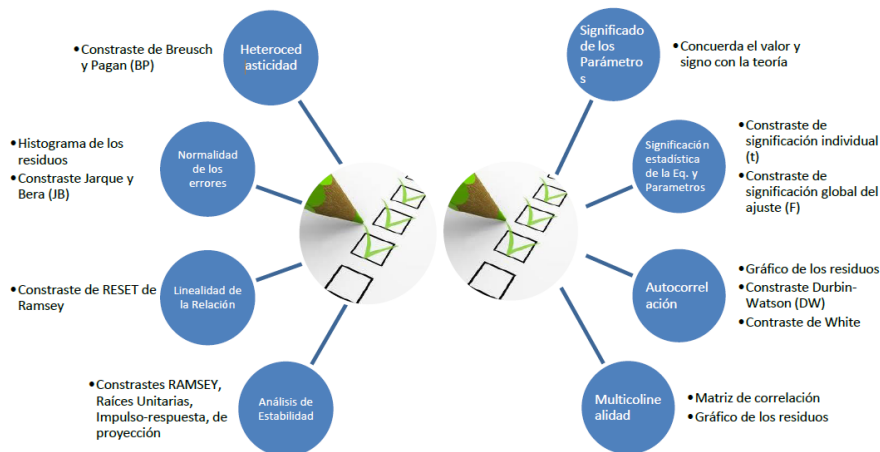 •Constraste de Breusch
y Pagan (BP)
Heteroced
asticidad
•Histograma de los
residuos
•Constraste Jarque y
Bera (JB)
Normalidad
de los
errores
•Constraste de RESET de
Ramsey
Linealidad de
la Relación
•Constrastes RAMSEY,
Raíces Unitarias,
Impulso-respuesta, de
proyección
Análisis de
Estabilidad
Significado
de los
Parámetro
s
•Concuerda el valor y
signo con la teoría
Significación
estadística
de la Eq. y
Parametros
•Constraste de
significación individual
(t)
•Constraste de
significación global del
ajuste (F)
Autocorrel
ación
•Gráfico de los residuos
•Constraste Durbin-
Watson (DW)
•Contraste de White
Multicoline
alidad
•Matriz de correlación
•Gráfico de los residuos